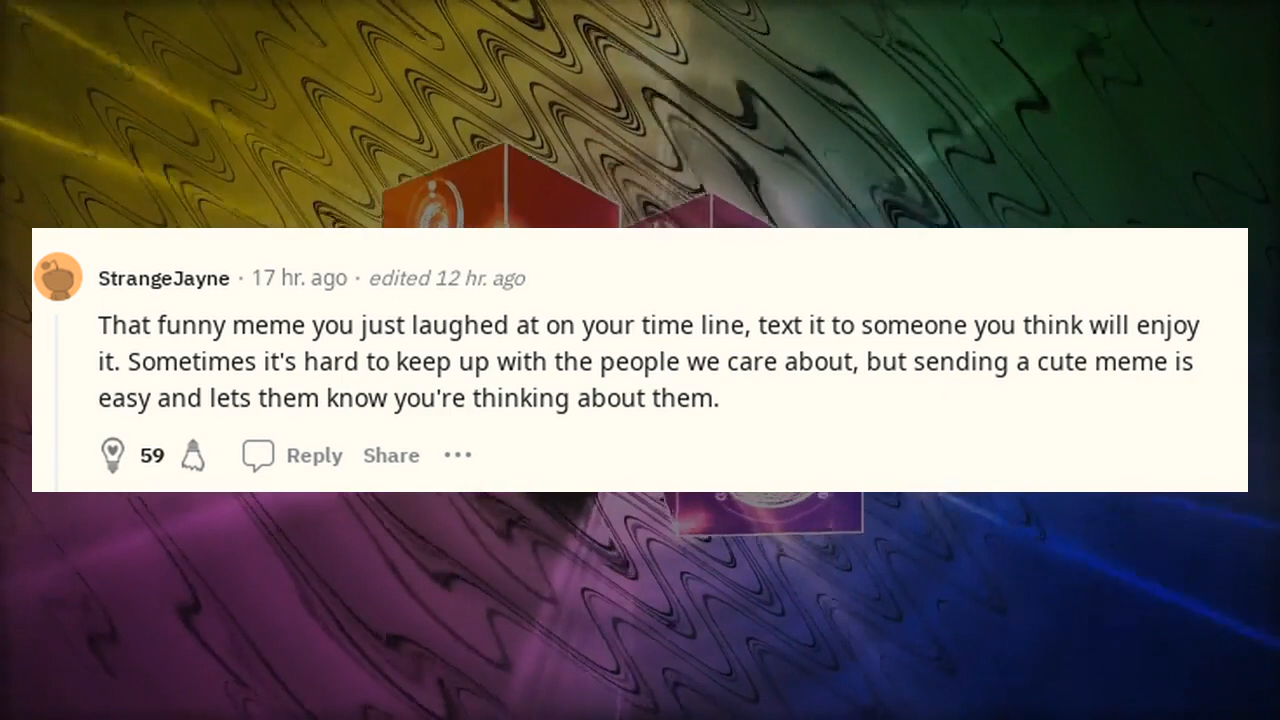 StrangeJayne · 17 hr. ago · edited 12 hr. ago
That funny meme you just laughed at on your time line, text it to someone you think will enjoy
it. Sometimes it's hard to keep up with the people we care about, but sending a cute meme is
easy and lets them know you're thinking about them.
59 Reply Share ···